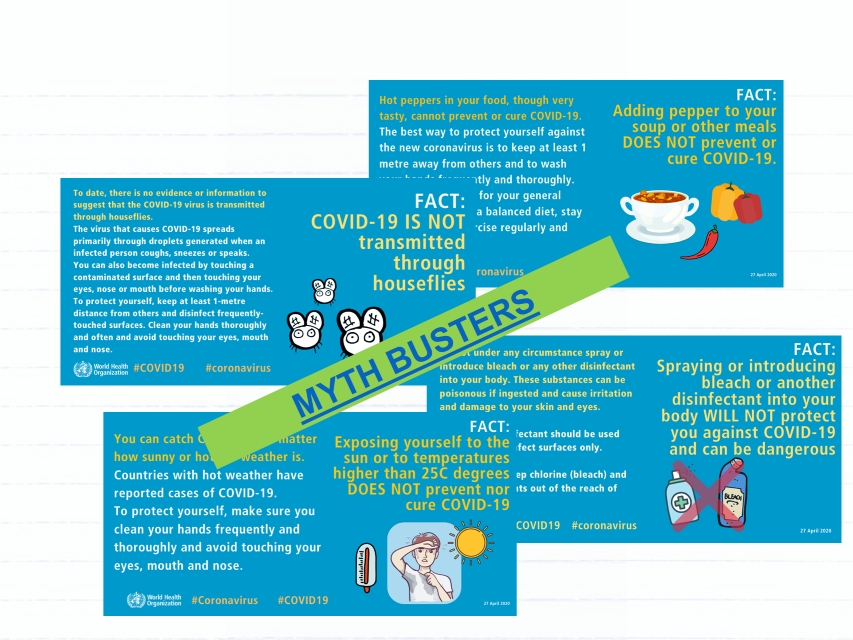 Hot peppers in your food, though very
tasty, cannot prevent or cure COVID-19.
The best way to protect yourself against
the new coronavirus is to keep at least 1
metre away from others and to wash
your hands frequently and thoroughly.
for your general
a balanced diet, stay
rcise regularly and
ronavirus
FACT:
Adding pepper to your
soup or other meals
DOES NOT prevent or
cure COVID-19.
27 April 2020
To date, there is no evidence or information to
suggest that the COVID-19 virus is transmitted
through houseflies.
The virus that causes COVID-19 spreads
primarily through droplets generated when an
infected person coughs, sneezes or speaks.
You can also become infected by touching a
contaminated surface and then touching your
eyes, nose or mouth before washing your hands.
To protect yourself, keep at least 1-metre
distance from others and disinfect frequently-
touched surfaces. Clean your hands thoroughly
and often and avoid touching your eyes, mouth
and nose.
World Health
Organization
#COVID19 #coronavirus
FACT:
COVID-19 IS NOT
transmitted
through
houseflies
MYTH BUSTERS
under any circumstance spray or
introduce bleach or any other disinfectant
into your body. These substances can be
poisonous if ingested and cause irritation
and damage to your skin and eyes.
fectant should be used
fect surfaces only.
ep chlorine (bleach) and
ts out of the reach of
COVID19 #coronavirus
FACT:
Spraying or introducing
bleach or another
disinfectant into your
body WILL NOT protect
you against COVID-19
and can be dangerous
BLEACH
27 April 2020
You can catch C matter
how sunny or ho weather is.
Countries with hot weather have
reported cases of COVID-19.
To protect yourself, make sure you
clean your hands frequently and
thoroughly and avoid touching your
eyes, mouth and nose.
World Health
Organization
#Coronavirus #COVID19
FACT:
Exposing yourself to the
sun or to temperatures
higher than 25C degrees
DOES NOT prevent nor
cure COVID-19
27 April 2020